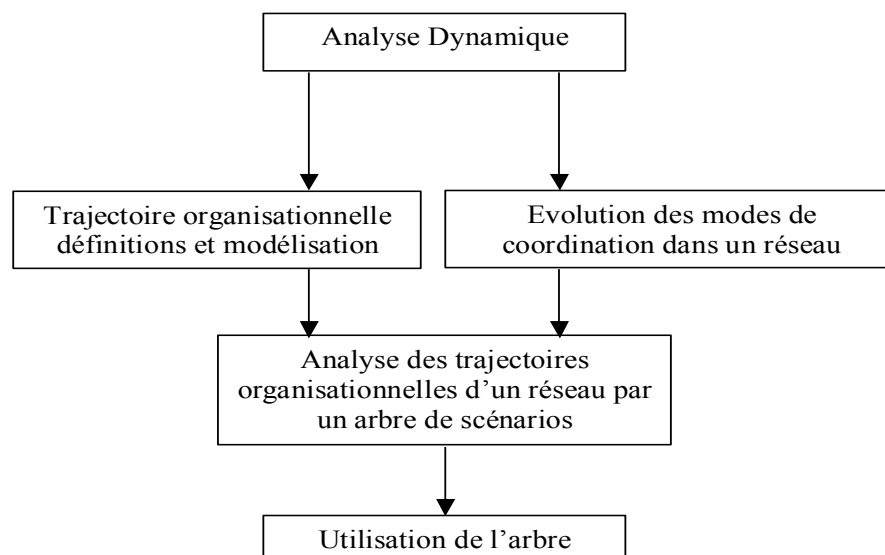 Analyse Dynamique
Trajectoire organisationnelle
définitions et modélisation
Evolution des modes de
coordination dans un réseau
Analyse des trajectoires
organisationnelles d’un réseau par
un arbre de scénarios
Utilisation de l’arbre